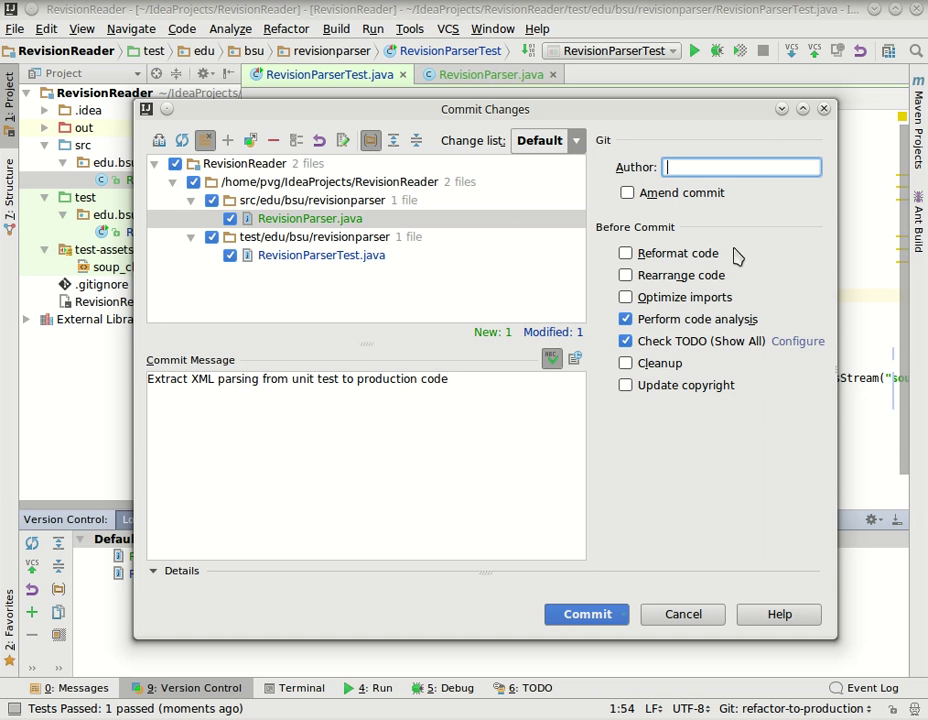 RevisionReader - [~/IdeaProjects/RevisionReader] - [RevisionReader] - ~/IdeaProjects/RevisionReader/test/edu/bsu/revisionparser/RevisionParserTest.java - I...
File Edit View Navigate Code Analyze Refactor Build Run Tools VCS Window Help
RevisionReader test edu bsu revisionparser RevisionParserTest RevisionParserTest
Project RevisionParserTest.java RevisionParser.java
1: Project
7: Structure
2: Favorites
Maven Projects
Ant Build
RevisionReader ~/IdeaProjects/
.idea
out
src
edu.bsu
R
test
edu.bsu
R
test-assets
soup_cl
.gitignore
RevisionRe
External Libra
sStream("sou
Commit Changes
Change list: Default
RevisionReader 2 files
/home/pvg/IdeaProjects/RevisionReader 2 files
src/edu/bsu/revisionparser 1 file
RevisionParser.java
test/edu/bsu/revisionparser 1 file
RevisionParserTest.java
New: 1 Modified: 1
Commit Message
Extract XML parsing from unit test to production code
Details
Git
Author:
Amend commit
Before Commit
Reformat code
Rearrange code
Optimize imports
Perform code analysis
Check TODO (Show All) Configure
Cleanup
Update copyright
Commit Cancel Help
Version Control: Lo
Defau
0: Messages 9: Version Control Terminal 4: Run 5: Debug 6: TODO Event Log
Tests Passed: 1 passed (moments ago) 1:54 LF÷ UTF-8÷ Git: refactor-to-production÷